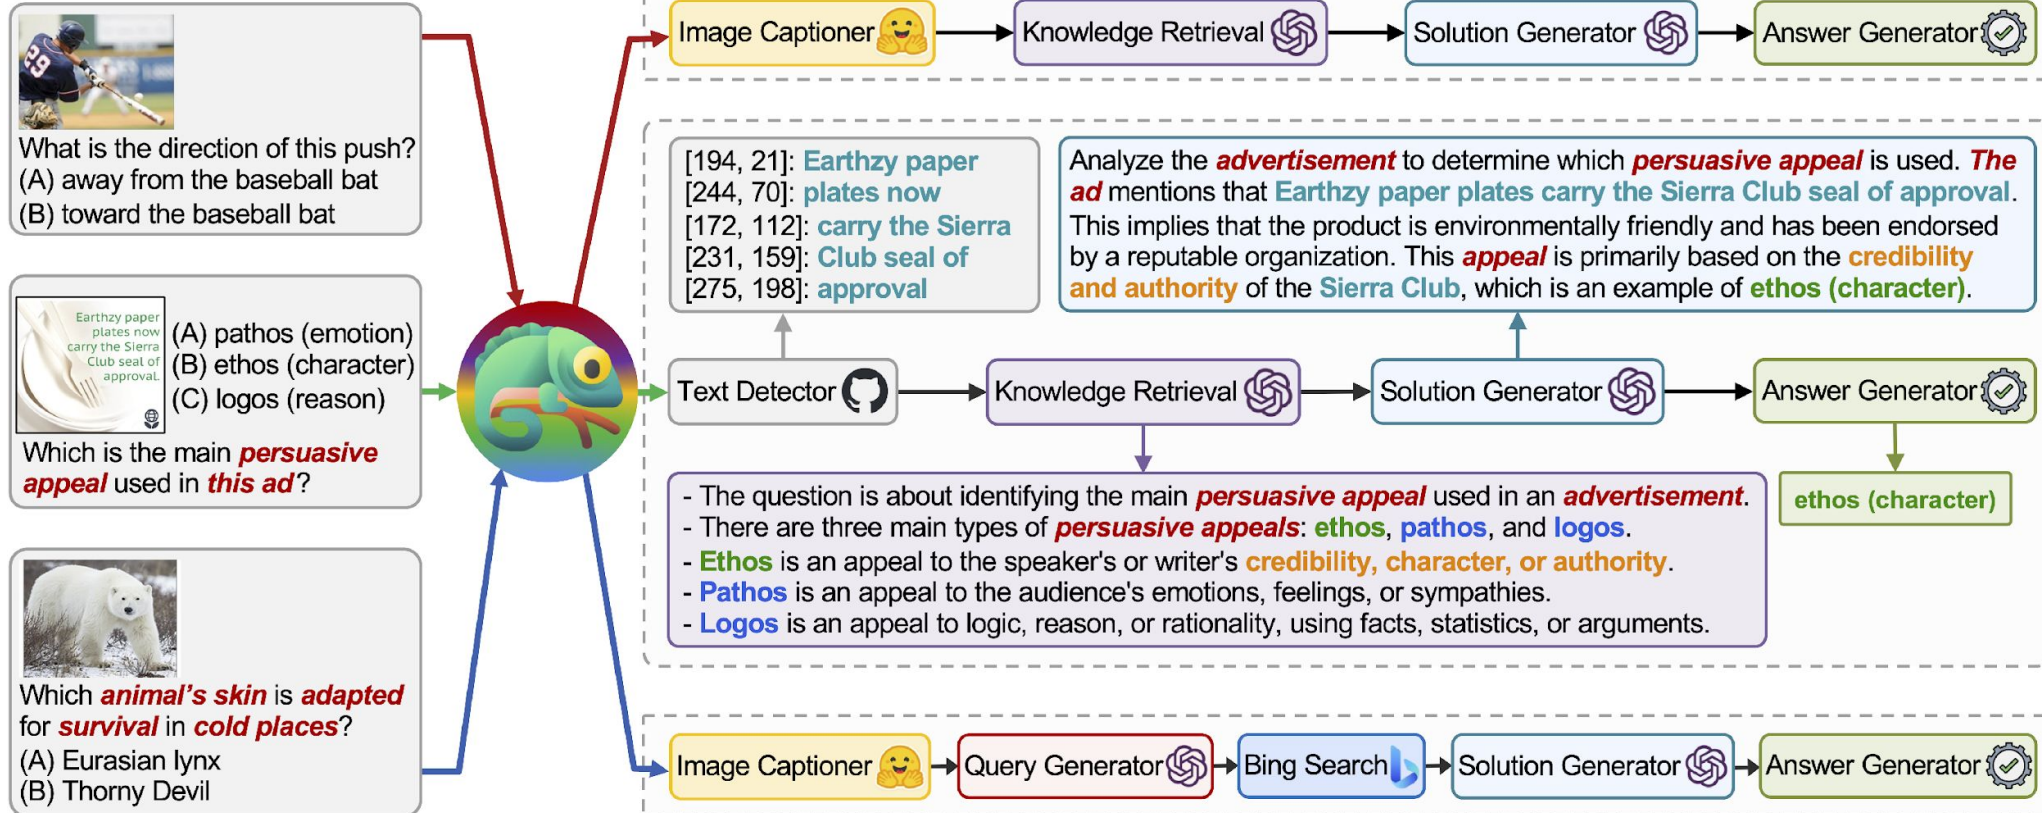 29
What is the direction of this push?
(A) away from the baseball bat
(B) toward the baseball bat
Earthzy paper
plates now
carry the Sierra
Club seal of
approval.
(A) pathos (emotion)
(B) ethos (character)
(C) logos (reason)
Which is the main persuasive
appeal used in this ad?
Which animal's skin is adapted
for survival in cold places?
(A) Eurasian lynx
(B) Thorny Devil
Image Captioner
Knowledge Retrieval
Solution Generator
Answer Generator
[194, 21]: Earthzy paper
[244, 70]: plates now
[172, 112]: carry the Sierra
[231, 159]: Club seal of
[275, 198]: approval
Analyze the advertisement to determine which persuasive appeal is used. The
ad mentions that Earthzy paper plates carry the Sierra Club seal of approval.
This implies that the product is environmentally friendly and has been endorsed
by a reputable organization. This appeal is primarily based on the credibility
and authority of the Sierra Club, which is an example of ethos (character).
Text Detector
Knowledge Retrieval
Solution Generator
Answer Generator
- The question is about identifying the main persuasive appeal used in an advertisement.
- There are three main types of persuasive appeals: ethos, pathos, and logos.
- Ethos is an appeal to the speaker's or writer's credibility, character, or authority.
- Pathos is an appeal to the audience's emotions, feelings, or sympathies.
- Logos is an appeal to logic, reason, or rationality, using facts, statistics, or arguments.
ethos (character)
Image Captioner
Query Generator
Bing Search
Solution Generator
Answer Generator